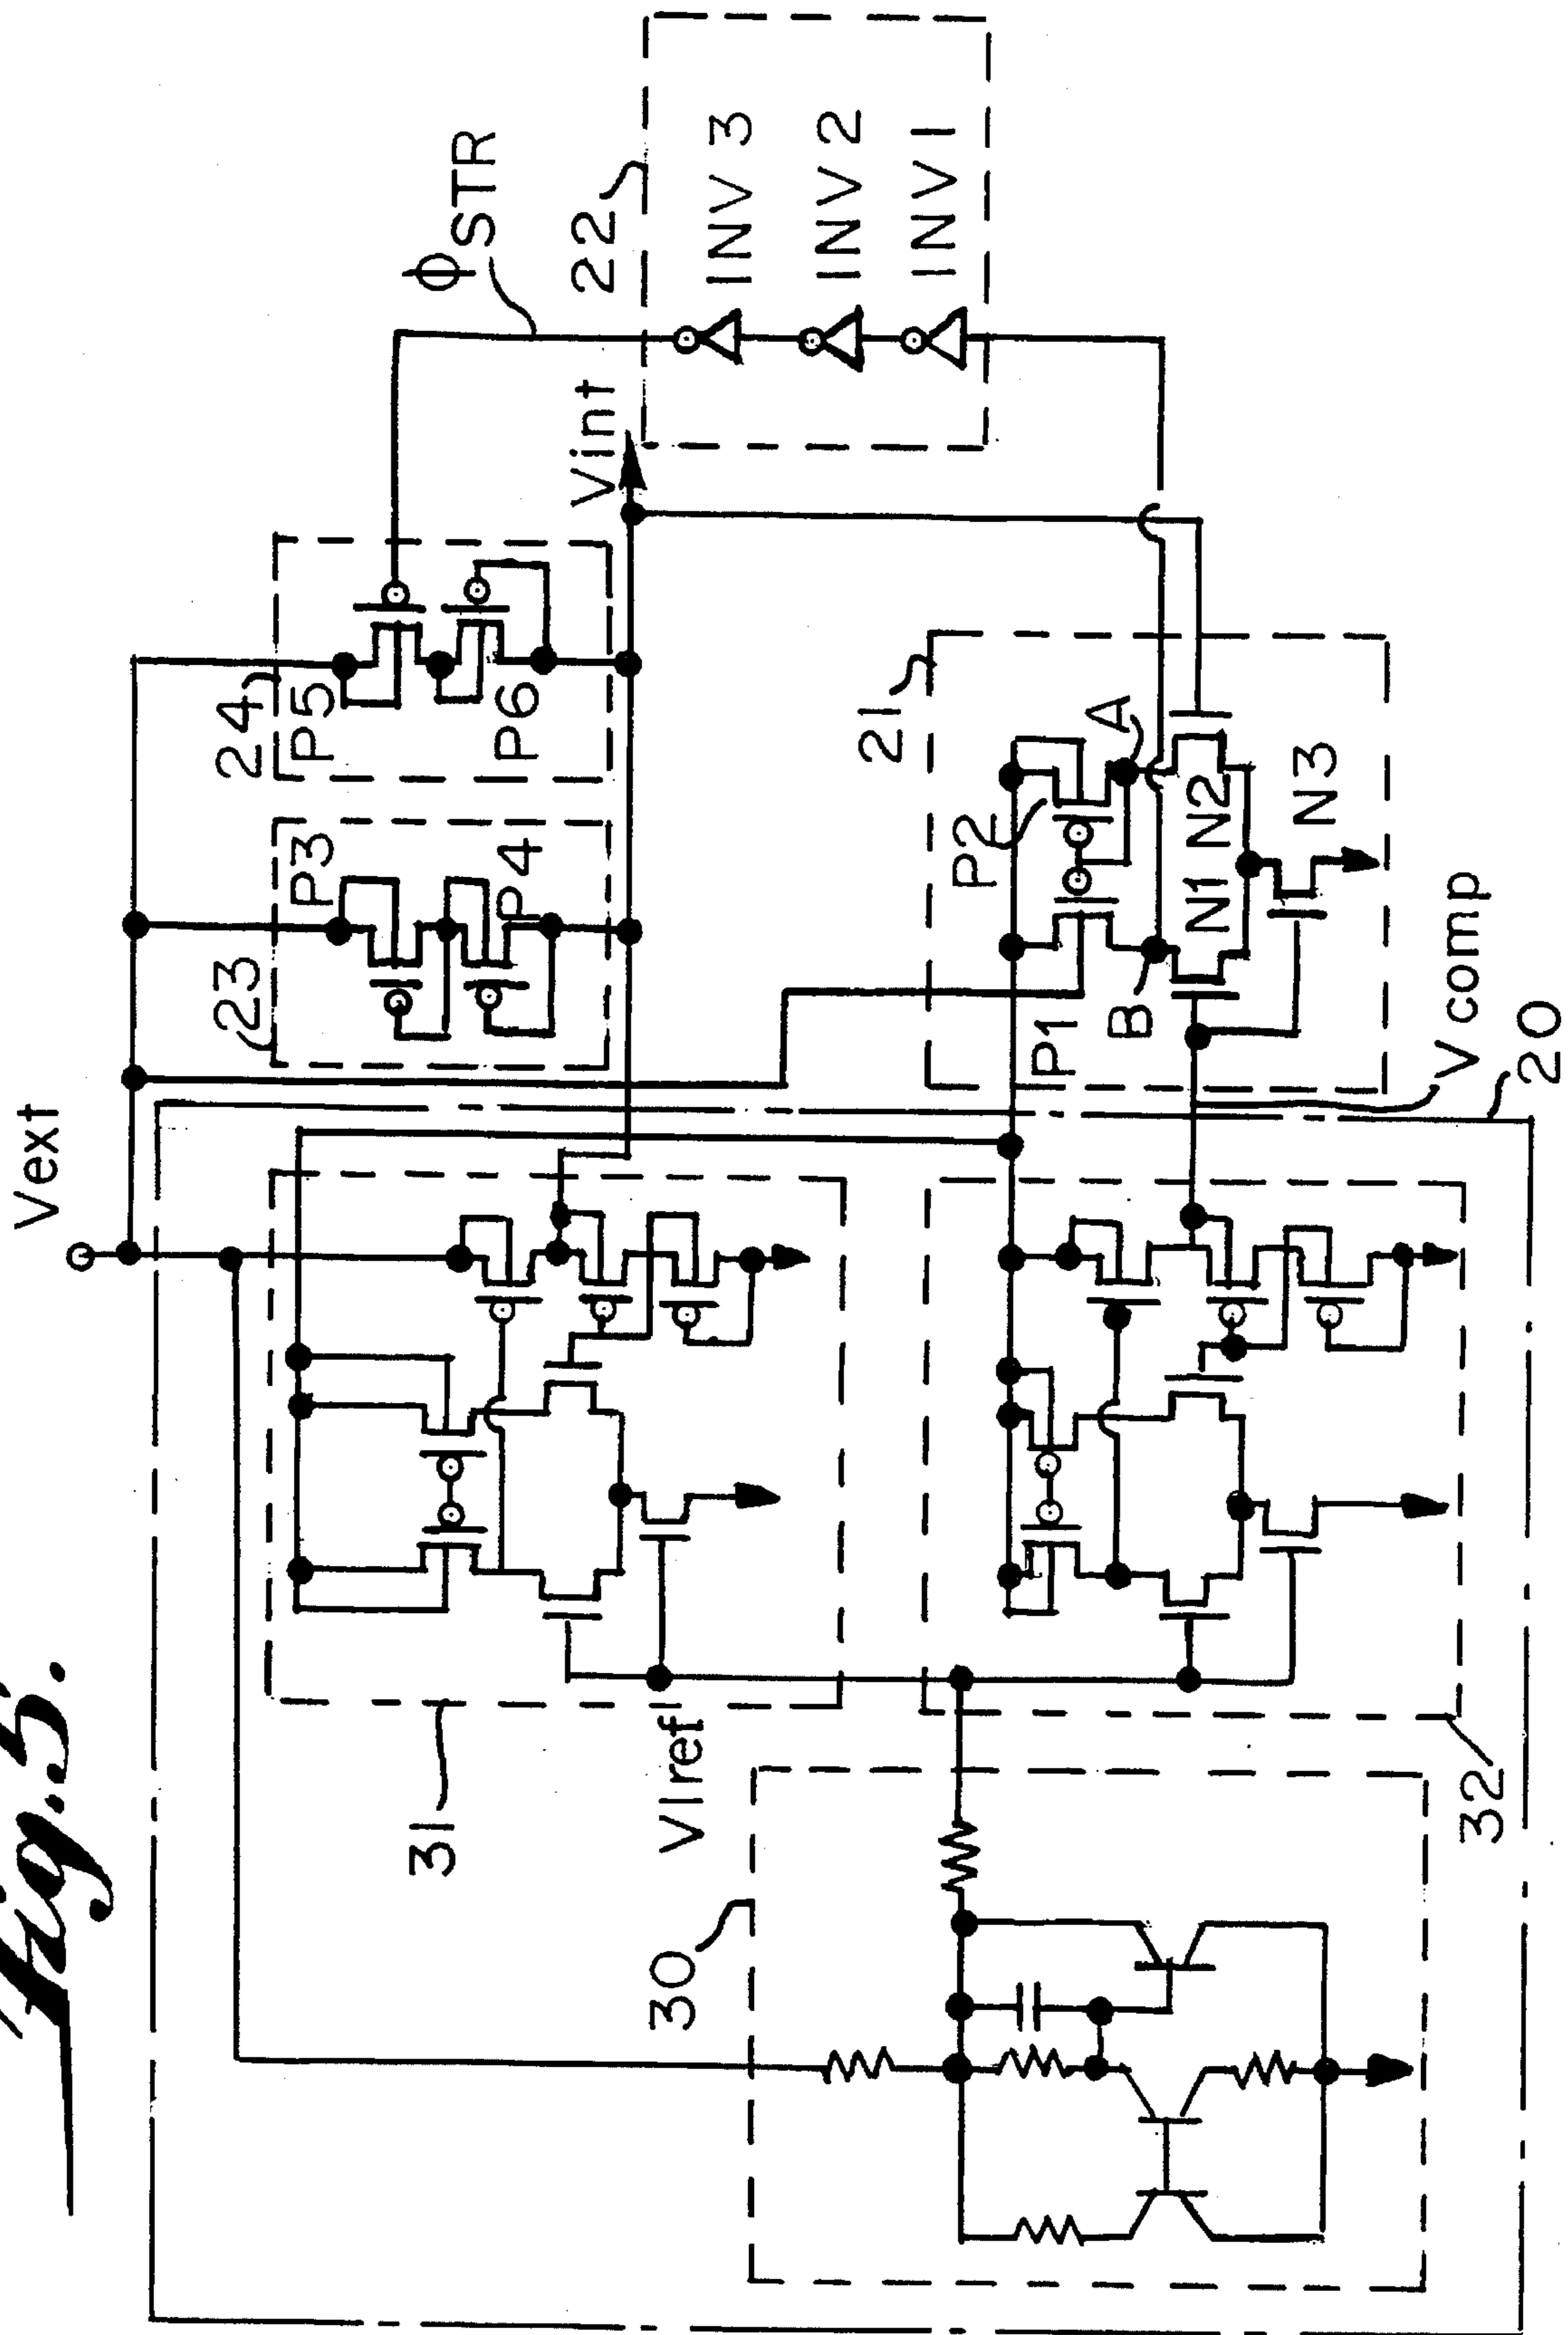 Fig.5.
Vext
23
P3
P4
24
P5
P6
Vint
ϕSTR
22
INV 3
INV 2
INV 1
31
VIref
30
32
21
P2
A
P1
B
N1
N2
N3
Vcomp
20